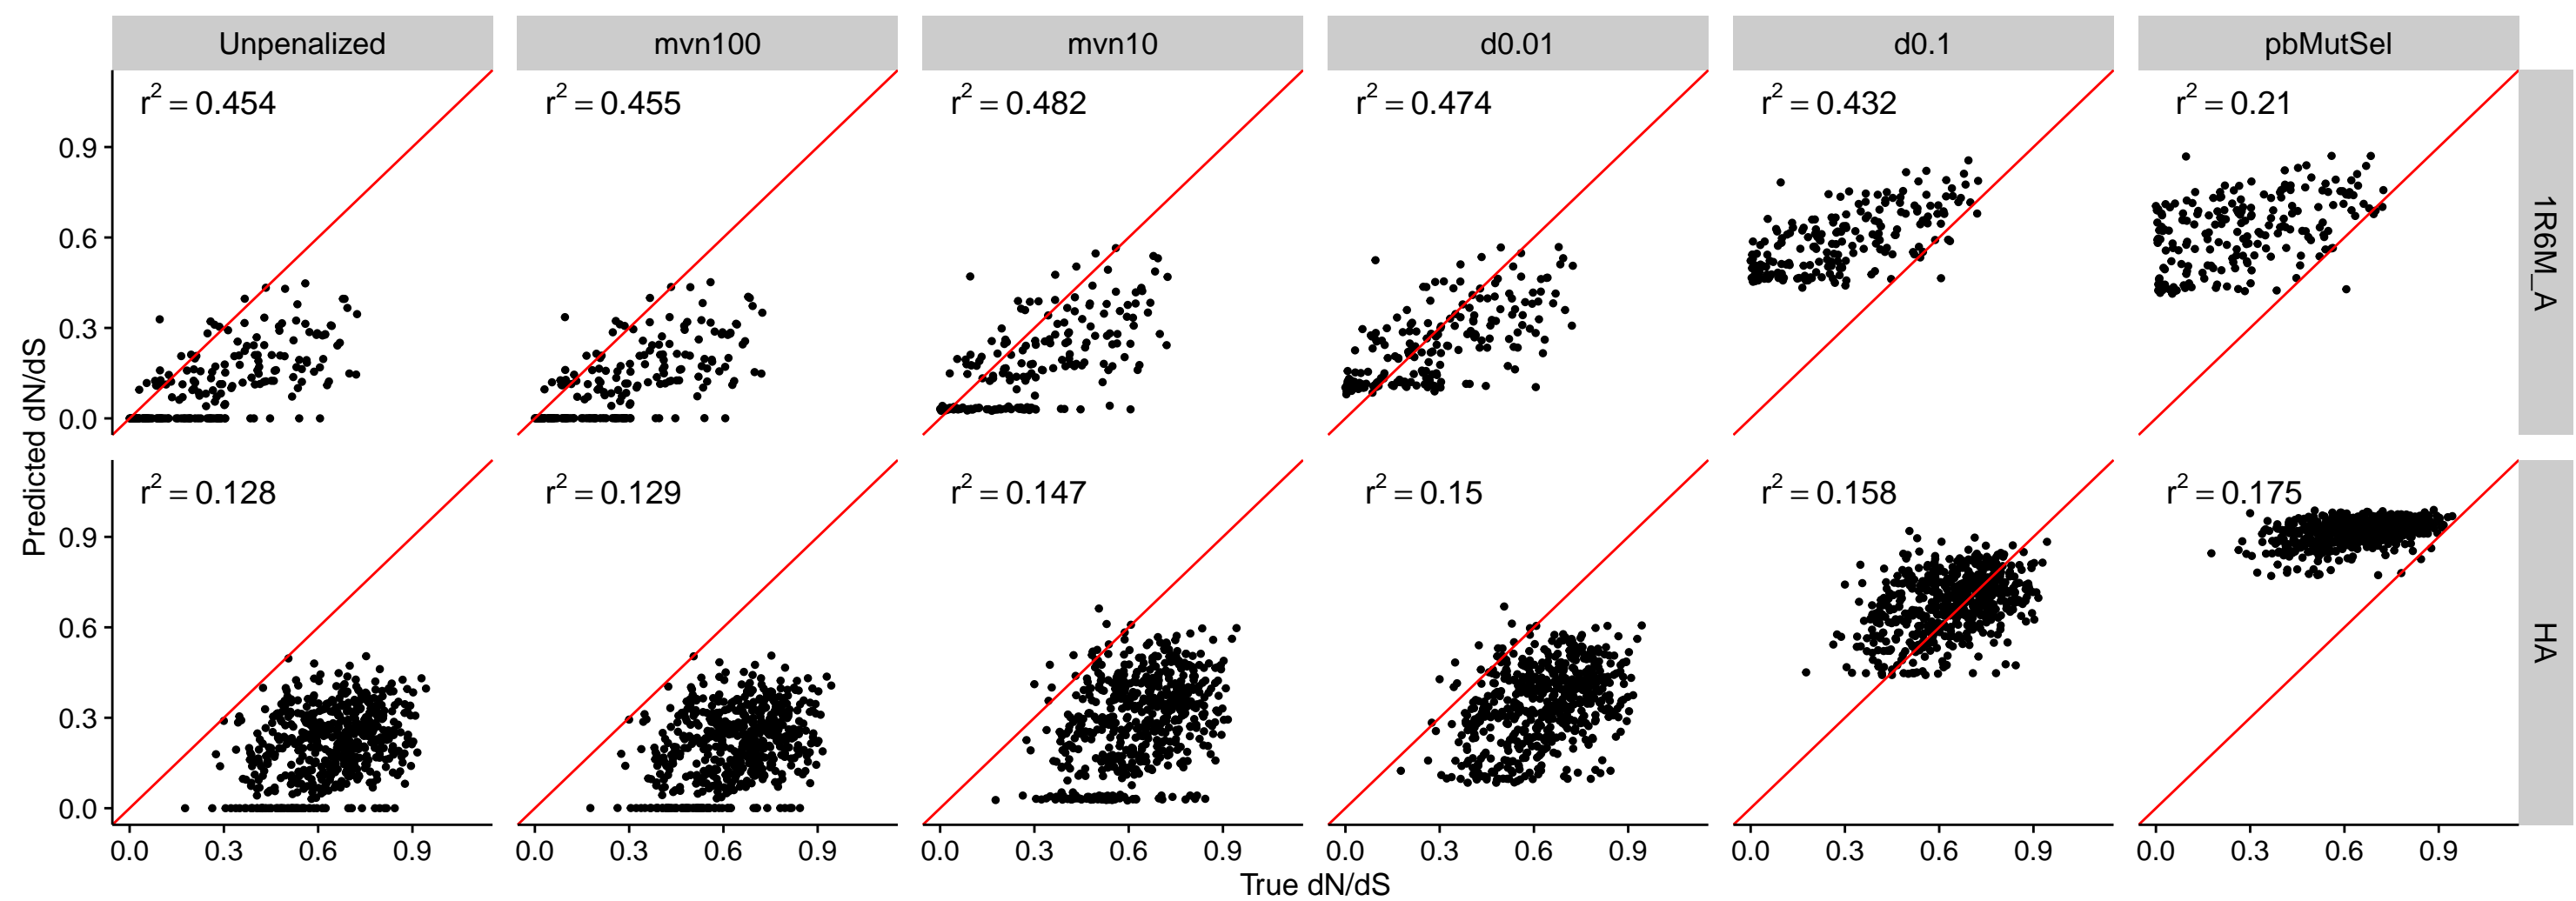 Unpenalized mvn100 mvn10 d0.01 d0.1 pbMutSel
r² = 0.454 r² = 0.455 r² = 0.482 r² = 0.474 r² = 0.432 r² = 0.21
0.9
0.6
0.3
0.0
1R6M_A
Predicted dN/dS
r² = 0.128 r² = 0.129 r² = 0.147 r² = 0.15 r² = 0.158 r² = 0.175
0.9
0.6
0.3
0.0
HA
0.0 0.3 0.6 0.9 0.0 0.3 0.6 0.9 0.0 0.3 0.6 0.9 0.0 0.3 0.6 0.9 0.0 0.3 0.6 0.9 0.0 0.3 0.6 0.9
True dN/dS